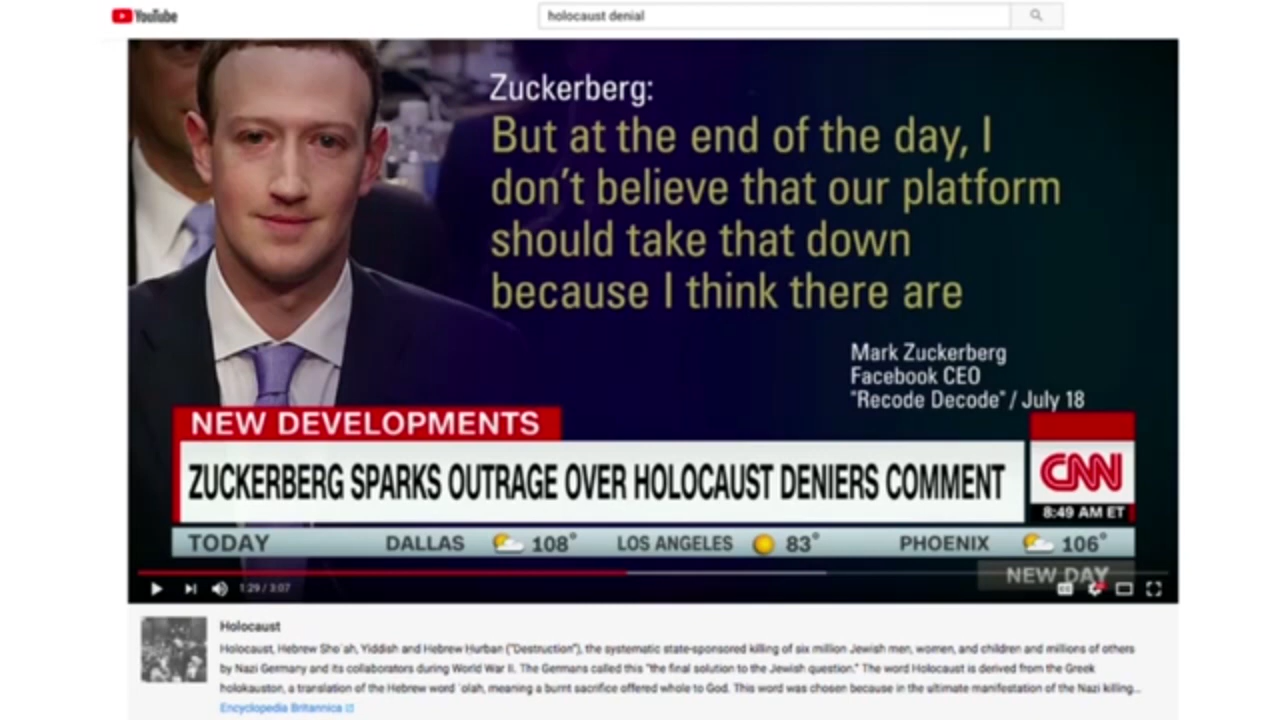 YouTube
holocaust denial
Zuckerberg:
But at the end of the day, I
don't believe that our platform
should take that down
because I think there are
Mark Zuckerberg
Facebook CEO
"Recode Decode" / July 18
NEW DEVELOPMENTS
ZUCKERBERG SPARKS OUTRAGE OVER HOLOCAUST DENIERS COMMENT
CNN
8:49 AM ET
TODAY DALLAS 108° LOS ANGELES 83° PHOENIX 106°
NEW DAY
1:29 / 3:07
Holocaust
Holocaust, Hebrew Sho'ah, Yiddish and Hebrew Hurban ("Destruction"), the systematic state-sponsored killing of six million Jewish men, women, and children and millions of others
by Nazi Germany and its collaborators during World War II. The Germans called this "the final solution to the Jewish question." The word Holocaust is derived from the Greek
holokauston, a translation of the Hebrew word 'olah, meaning a burnt sacrifice offered whole to God. This word was chosen because in the ultimate manifestation of the Nazi killing...
Encyclopedia Britannica